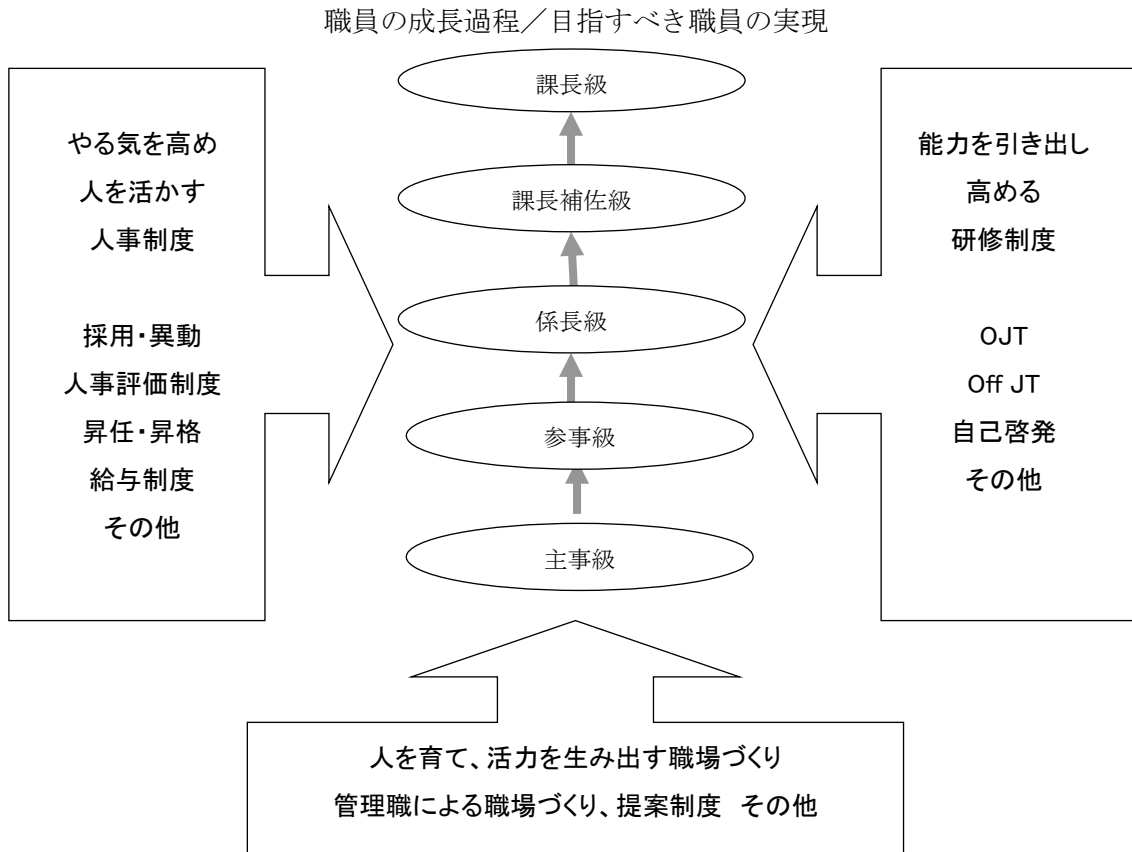 職員の成長過程／目指すべき職員の実現
やる気を高め
人を活かす
人事制度
採用・異動
人事評価制度
昇任・昇格
給与制度
その他
課長級
課長補佐級
係長級
参事級
主事級
能力を引き出し
高める
研修制度
OJT
Off JT
自己啓発
その他
人を育て、活力を生み出す職場づくり
管理職による職場づくり、提案制度　その他